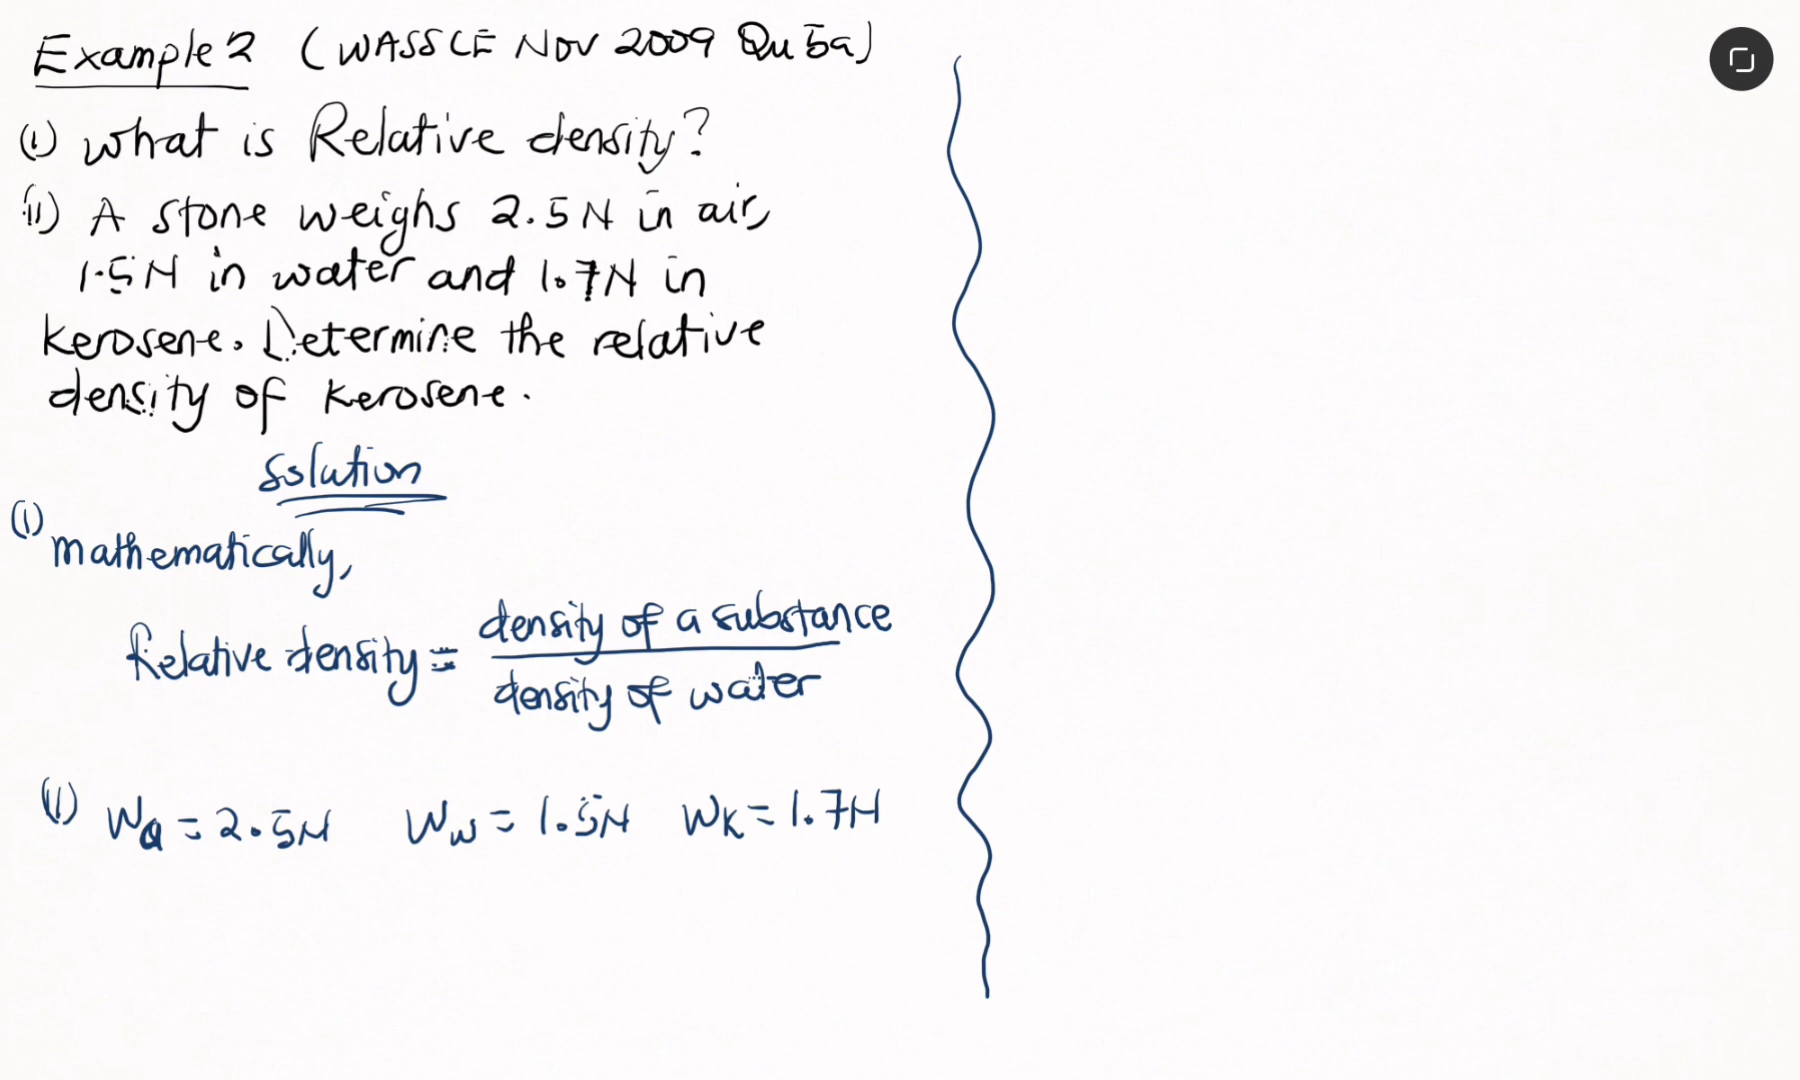 Example 2 (WASSCE Nov 2009 Qu 5a)
(i) what is Relative density?
(ii) A stone weighs 2.5N in air,
1.5N in water and 1.7N in
kerosene. Determine the relative
density of kerosene.
Solution
(i)
mathematically,
Relative density = density of a substance
density of water
(ii) Wa = 2.5N Ww = 1.5N WK = 1.7N